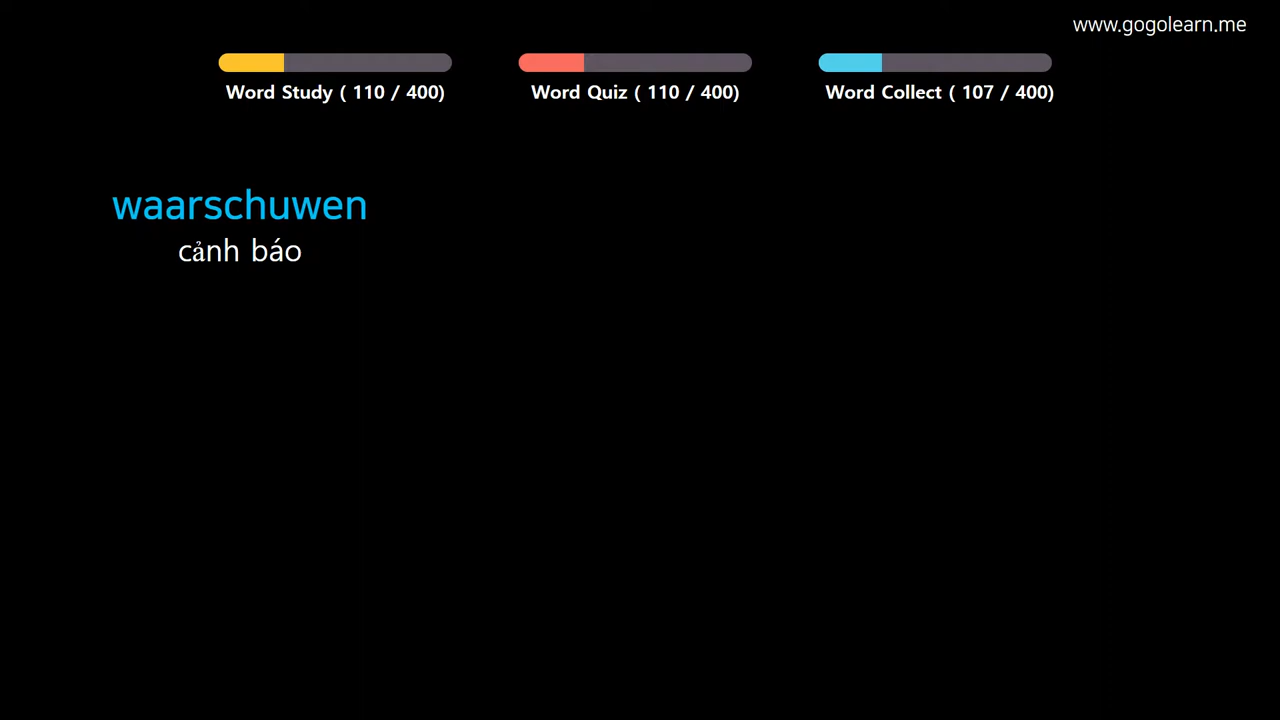 www.gogolearn.me
Word Study ( 110 / 400)
Word Quiz ( 110 / 400)
Word Collect ( 107 / 400)
waarschuwen
cảnh báo